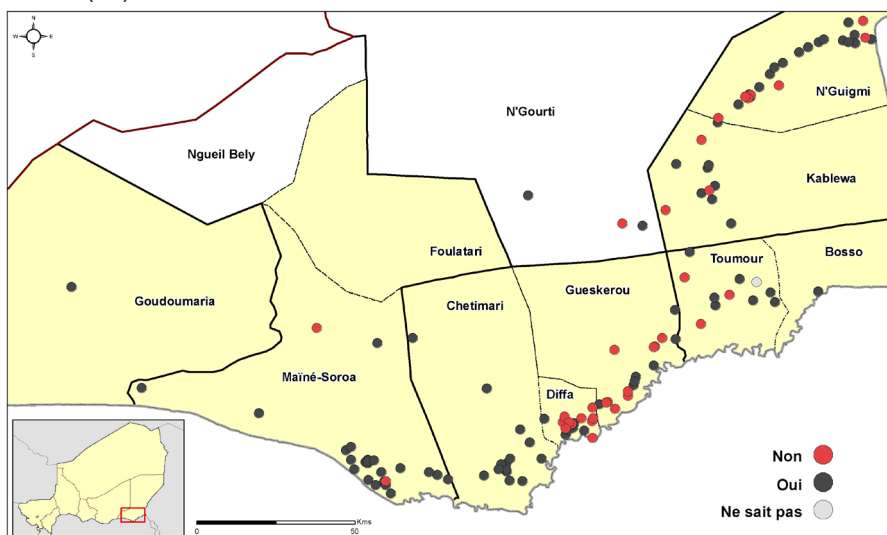 N
W E
S
N'Gourti
N'Guigmi
Ngueil Bely
Kablewa
Foulatari
Toumour
Bosso
Goudoumaria
Chetimari
Gueskerou
Maïné-Soroa
Diffa
Non
Oui
Ne sait pas
Kms
0 50